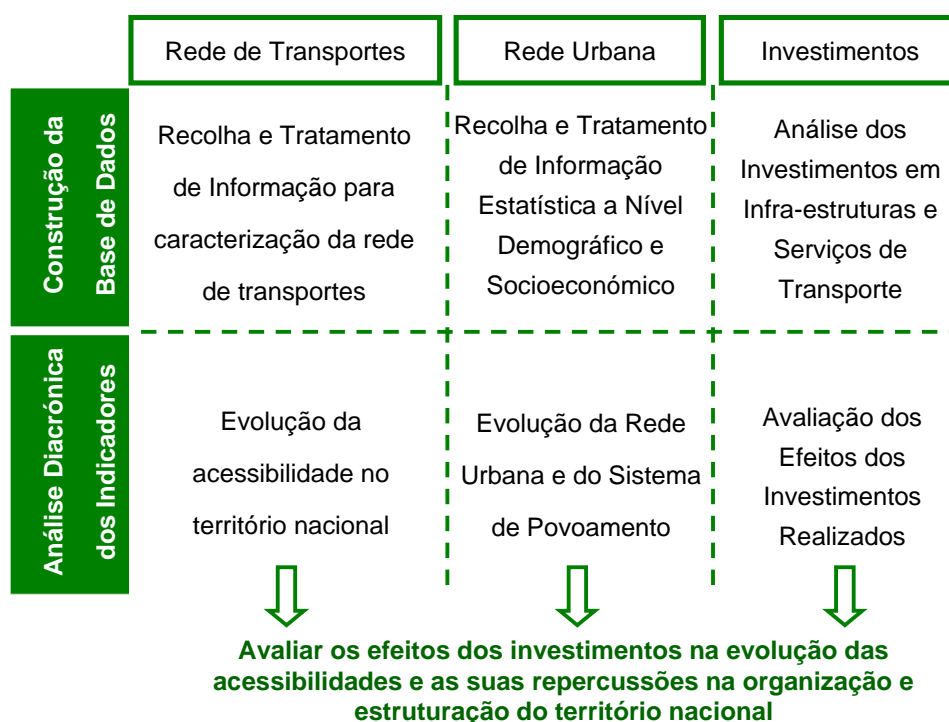 Rede de Transportes
Rede Urbana
Investimentos
Construção da
Base de Dados
Recolha e Tratamento
de Informação para
caracterização da rede
de transportes
Recolha e Tratamento
de Informação
Estatística a Nível
Demográfico e
Socioeconómico
Análise dos
Investimentos em
Infra-estruturas e
Serviços de
Transporte
Análise Diacrónica
dos Indicadores
Evolução da
acessibilidade no
território nacional
Evolução da Rede
Urbana e do Sistema
de Povoamento
Avaliação dos
Efeitos dos
Investimentos
Realizados
Avaliar os efeitos dos investimentos na evolução das
acessibilidades e as suas repercussões na organização e
estruturação do território nacional